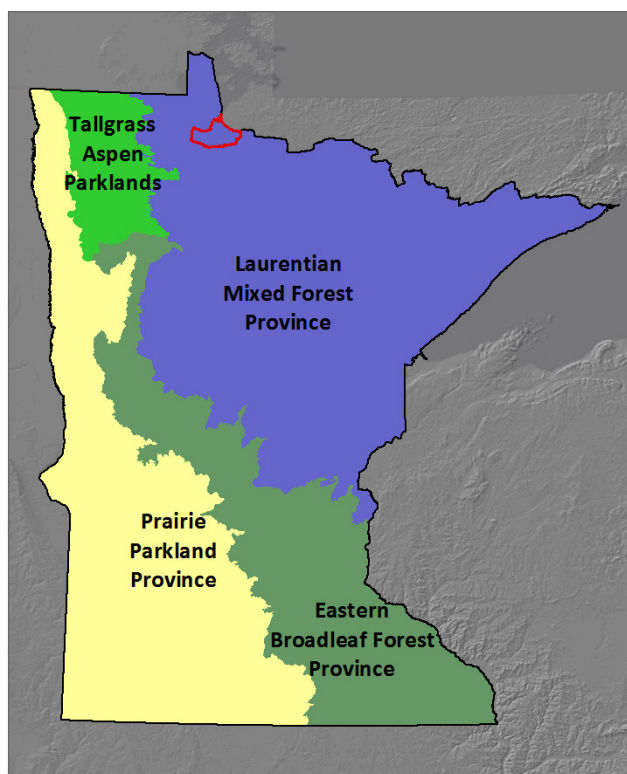 Tallgrass
Aspen
Parklands
Laurentian
Mixed Forest
Province
Prairie
Parkland
Province
Eastern
Broadleaf Forest
Province